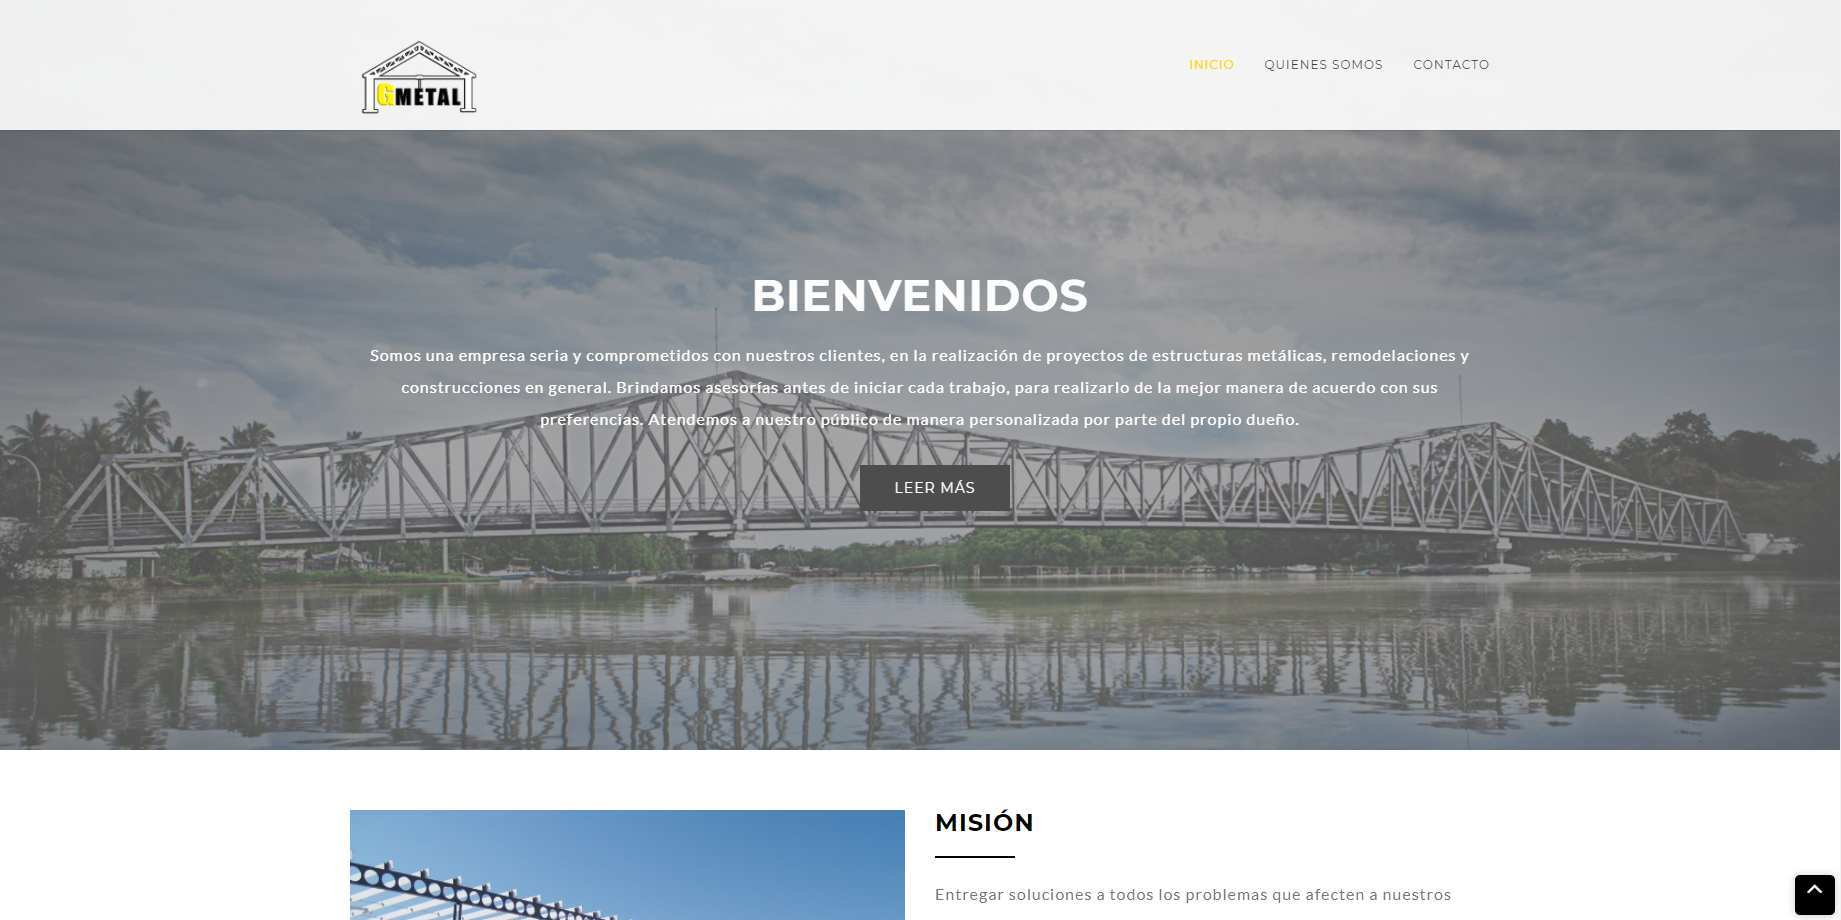 GMETAL
INICIO QUIENES SOMOS CONTACTO
BIENVENIDOS
Somos una empresa seria y comprometidos con nuestros clientes, en la realización de proyectos de estructuras metálicas, remodelaciones y
construcciones en general. Brindamos asesorías antes de iniciar cada trabajo, para realizarlo de la mejor manera de acuerdo con sus
preferencias. Atendemos a nuestro público de manera personalizada por parte del propio dueño.
LEER MÁS
MISIÓN
Entregar soluciones a todos los problemas que afecten a nuestros